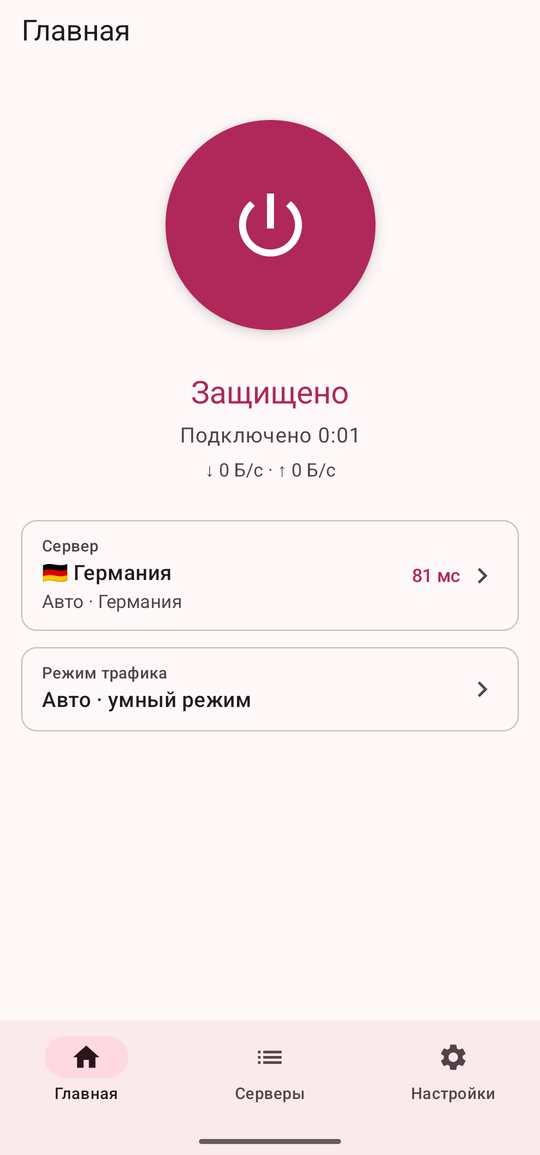 Главная
Защищено
Подключено 0:01
↓ 0 Б/с · ↑ 0 Б/с
Сервер
🇩🇪 Германия
81 мс
Авто · Германия
Режим трафика
Авто · умный режим
Главная
Серверы
Настройки